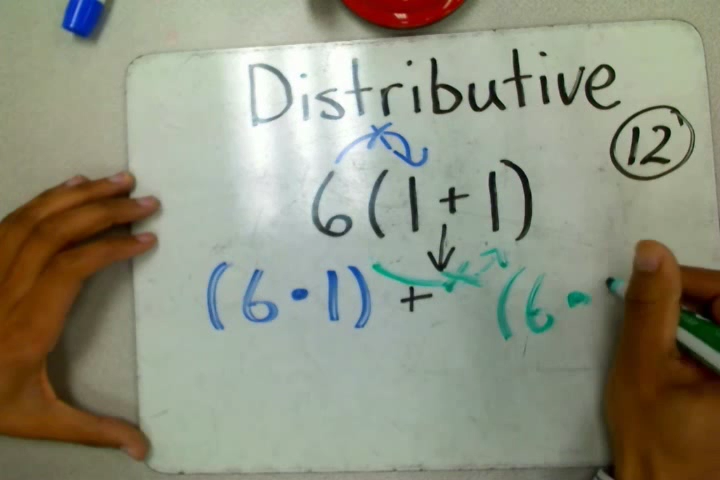 Distributive
12
6(1+1)
(6•1) + (6•